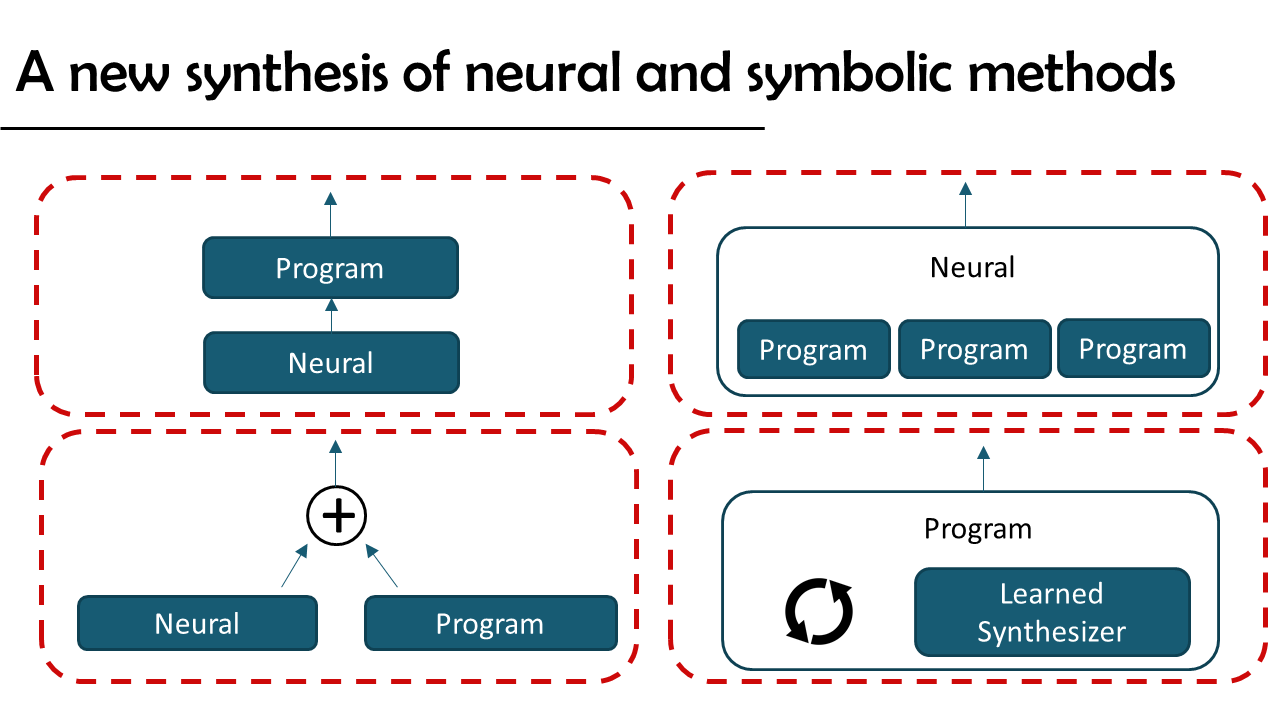 A new synthesis of neural and symbolic methods
Program
Neural
Neural
Program
Program
Program
Neural
Program
Program
Learned
Synthesizer